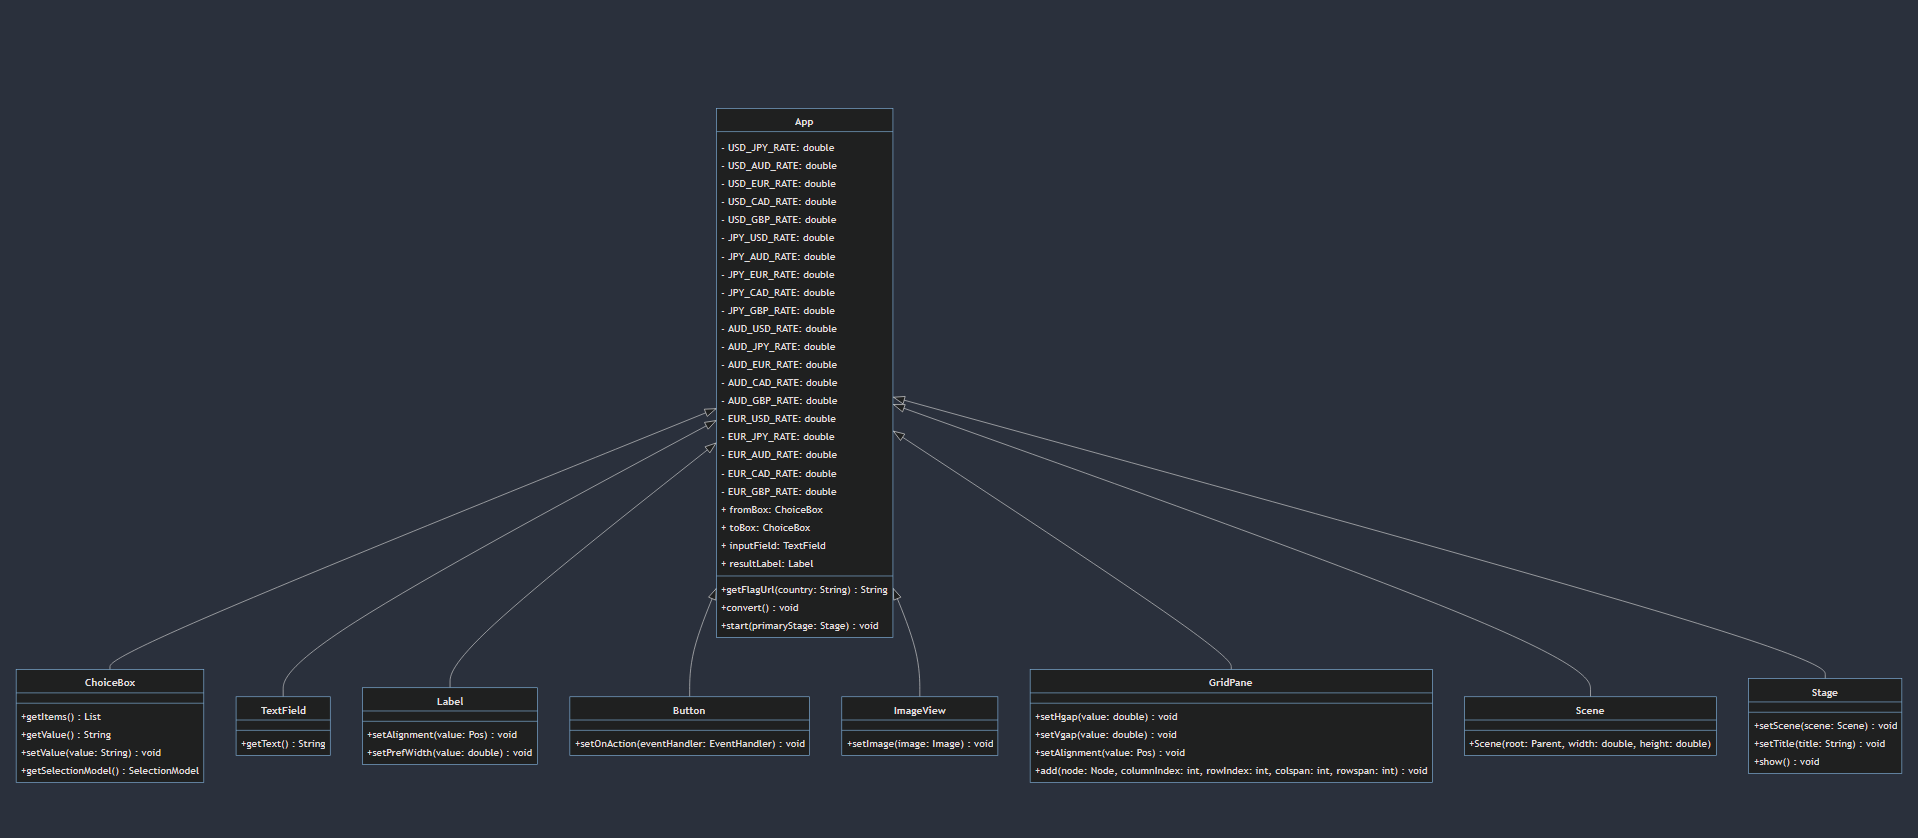 App
- USD_JPY_RATE: double
- USD_AUD_RATE: double
- USD_EUR_RATE: double
- USD_CAD_RATE: double
- USD_GBP_RATE: double
- JPY_USD_RATE: double
- JPY_AUD_RATE: double
- JPY_EUR_RATE: double
- JPY_CAD_RATE: double
- JPY_GBP_RATE: double
- AUD_USD_RATE: double
- AUD_JPY_RATE: double
- AUD_EUR_RATE: double
- AUD_CAD_RATE: double
- AUD_GBP_RATE: double
- EUR_USD_RATE: double
- EUR_JPY_RATE: double
- EUR_AUD_RATE: double
- EUR_CAD_RATE: double
- EUR_GBP_RATE: double
+ fromBox: ChoiceBox
+ toBox: ChoiceBox
+ inputField: TextField
+ resultLabel: Label
+getFlagUrl(country: String) : String
+convert() : void
+start(primaryStage: Stage) : void
ChoiceBox
+getItems() : List
+getValue() : String
+setValue(value: String) : void
+getSelectionModel() : SelectionModel
TextField
+getText() : String
Label
+setAlignment(value: Pos) : void
+setPrefWidth(value: double) : void
Button
+setOnAction(eventHandler: EventHandler) : void
ImageView
+setImage(image: Image) : void
GridPane
+setHgap(value: double) : void
+setVgap(value: double) : void
+setAlignment(value: Pos) : void
+add(node: Node, columnIndex: int, rowIndex: int, colspan: int, rowspan: int) : void
Scene
+Scene(root: Parent, width: double, height: double)
Stage
+setScene(scene: Scene) : void
+setTitle(title: String) : void
+show() : void